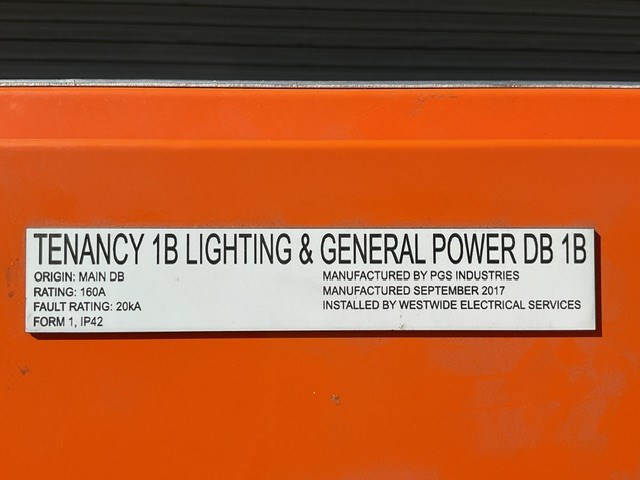 TENANCY 1B LIGHTING & GENERAL POWER DB 1B
ORIGIN: MAIN DB
RATING: 160A
FAULT RATING: 20kA
FORM 1, IP42
MANUFACTURED BY PGS INDUSTRIES
MANUFACTURED SEPTEMBER 2017
INSTALLED BY WESTWIDE ELECTRICAL SERVICES